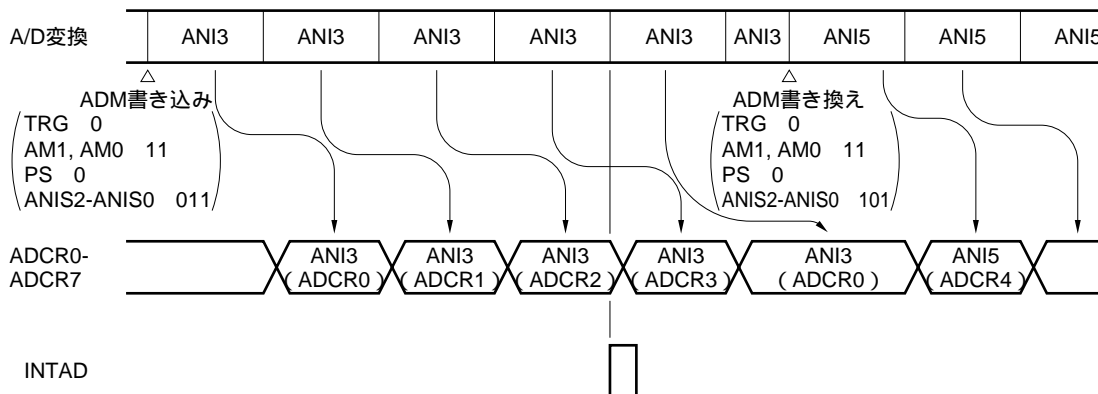 A/D変換 ANI3 ANI3 ANI3 ANI3 ANI3 ANI3 ANI5 ANI5 ANI5
ADM書き込み
TRG 0
AM1, AM0 11
PS 0
ANIS2-ANIS0 011
ADM書き換え
TRG 0
AM1, AM0 11
PS 0
ANIS2-ANIS0 101
ADCR0-
ADCR7
ANI3
(ADCR0)
ANI3
(ADCR1)
ANI3
(ADCR2)
ANI3
(ADCR3)
ANI3
(ADCR0)
ANI5
(ADCR4)
INTAD